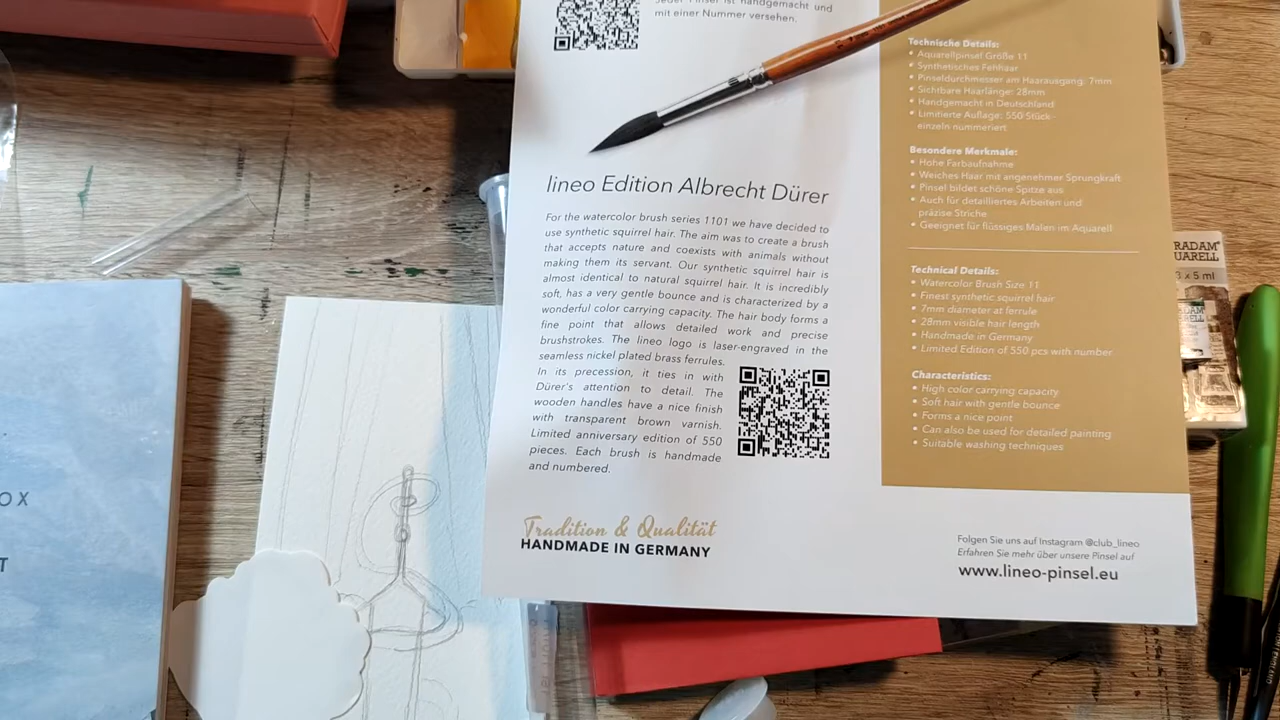 Jeder Pinsel ist handgemacht und
mit einer Nummer versehen.
lineo Edition Albrecht Dürer
For the watercolor brush series 1101 we have decided to
use synthetic squirrel hair. The aim was to create a brush
that accepts nature and coexists with animals without
making them its servant. Our synthetic squirrel hair is
almost identical to natural squirrel hair. It is incredibly
soft, has a very gentle bounce and is characterized by a
wonderful color carrying capacity. The hair body forms a
fine point that allows detailed work and precise
brushstrokes. The lineo logo is laser-engraved in the
seamless nickel plated brass ferrules.
In its precession, it ties in with
Dürer's attention to detail. The
wooden handles have a nice finish
with transparent brown varnish.
Limited anniversary edition of 550
pieces. Each brush is handmade
and numbered.
Tradition & Qualität
HANDMADE IN GERMANY
Technische Details:
• Aquarellpinsel Größe 11
• Synthetisches Fehhaar
• Pinseldurchmesser am Haarausgang: 7mm
• Sichtbare Haarlänge: 28mm
• Handgemacht in Deutschland
• Limitierte Auflage: 550 Stück -
einzeln nummeriert
Besondere Merkmale:
• Hohe Farbaufnahme
• Weiches Haar mit angenehmer Sprungkraft
• Pinsel bildet schöne Spitze aus
• Auch für detailliertes Arbeiten und
präzise Striche
• Geeignet für flüssiges Malen im Aquarell
Technical Details:
• Watercolor Brush Size 11
• Finest synthetic squirrel hair
• 7mm diameter at ferrule
• 28mm visible hair length
• Handmade in Germany
• Limited Edition of 550 pcs with number
Characteristics:
• High color carrying capacity
• Soft hair with gentle bounce
• Forms a nice point
• Can also be used for detailed painting
• Suitable washing techniques
Folgen Sie uns auf Instagram @club_lineo
Erfahren Sie mehr über unsere Pinsel auf
www.lineo-pinsel.eu
RADAM
UARELL
3 x 5 ml
OX
T